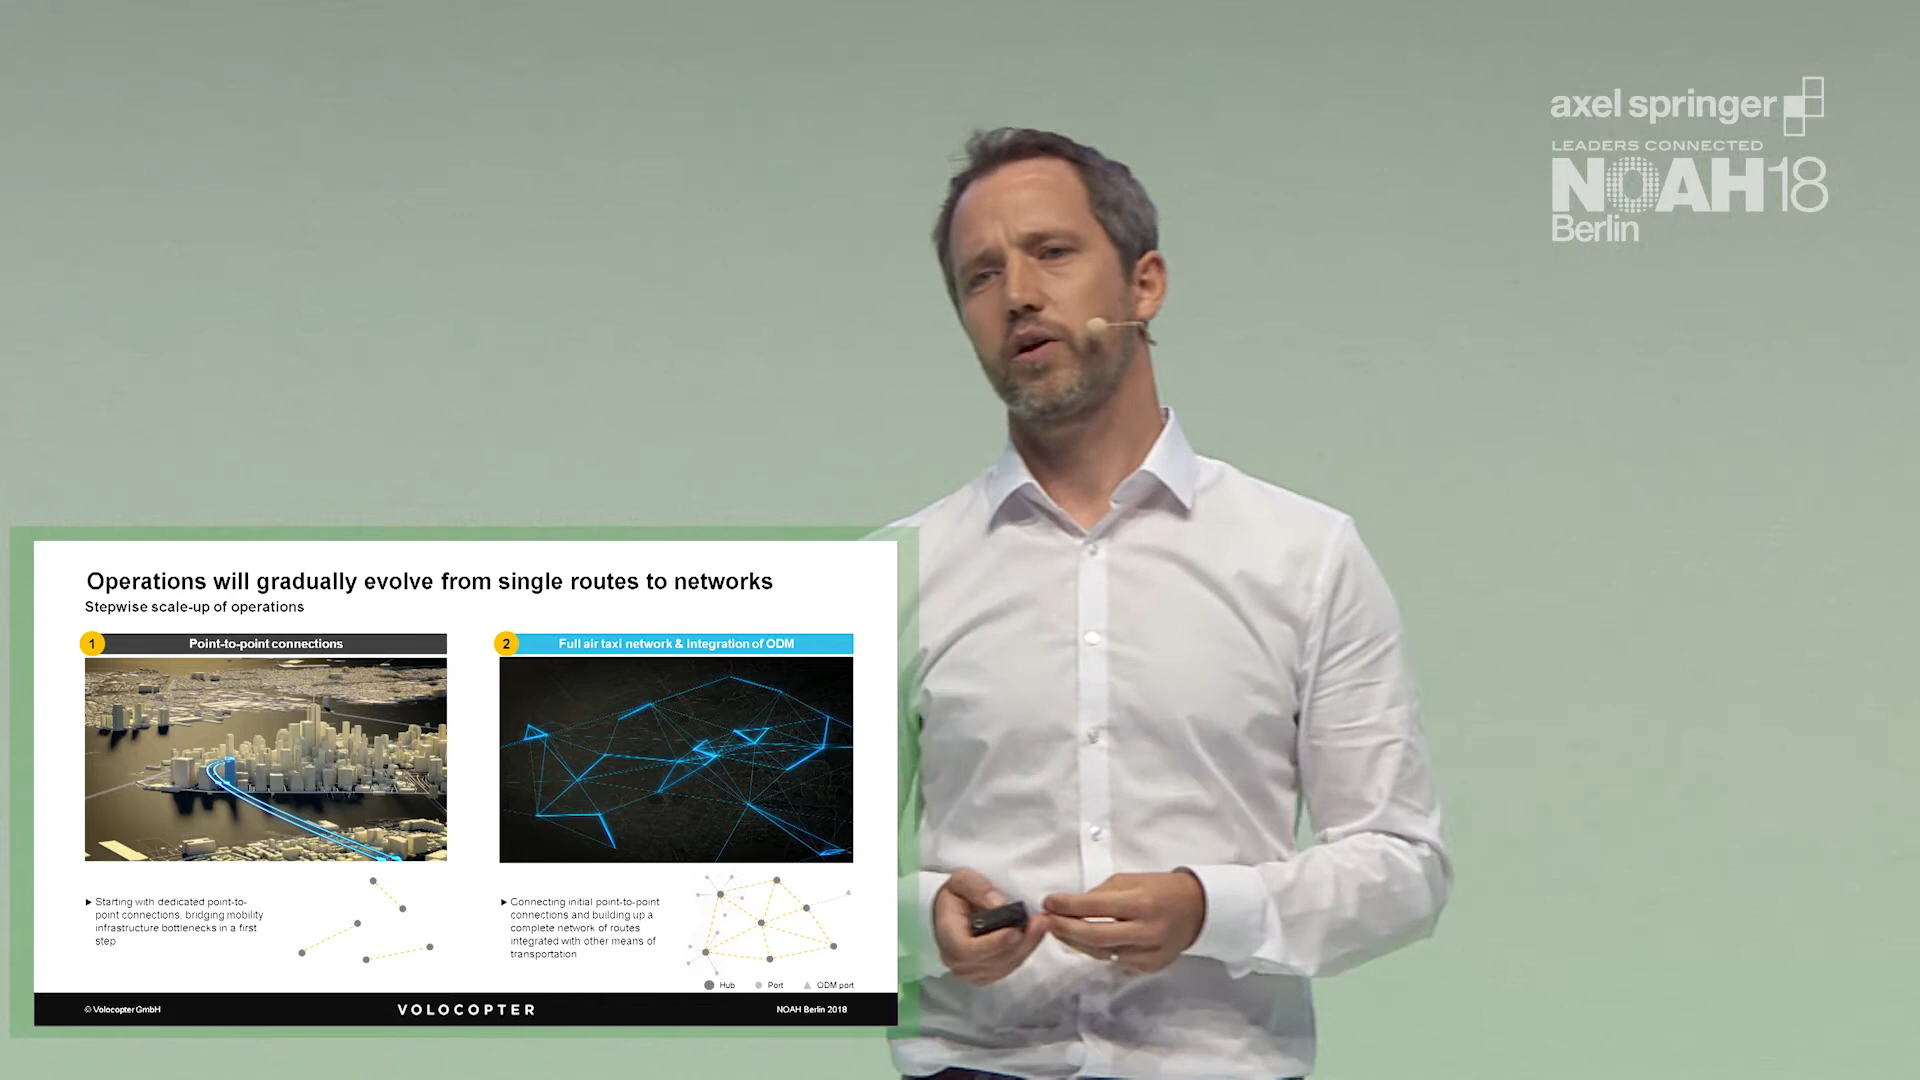 axel springer
LEADERS CONNECTED
NOAH18
Berlin
Operations will gradually evolve from single routes to networks
Stepwise scale-up of operations
1
Point-to-point connections
2
Full air taxi network & Integration of ODM
▶ Starting with dedicated point-to-
point connections, bridging mobility
infrastructure bottlenecks in a first
step
▶ Connecting initial point-to-point
connections and building up a
complete network of routes
integrated with other means of
transportation
Hub
Port
ODM port
© Volocopter GmbH
VOLOCOPTER
NOAH Berlin 2018